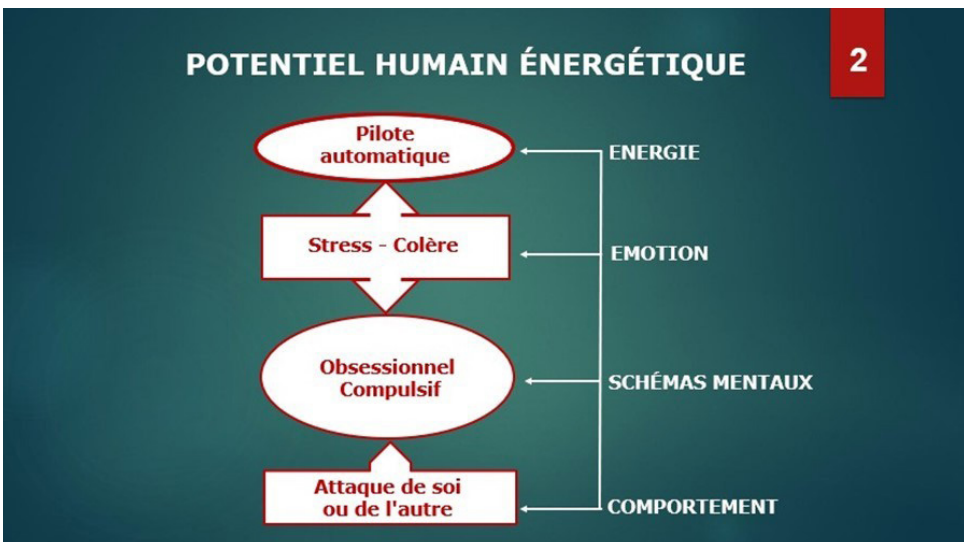 POTENTIEL HUMAIN ÉNERGÉTIQUE
2
Pilote
automatique
ENERGIE
Stress - Colère
EMOTION
Obsessionnel
Compulsif
SCHÉMAS MENTAUX
Attaque de soi
ou de l'autre
COMPORTEMENT